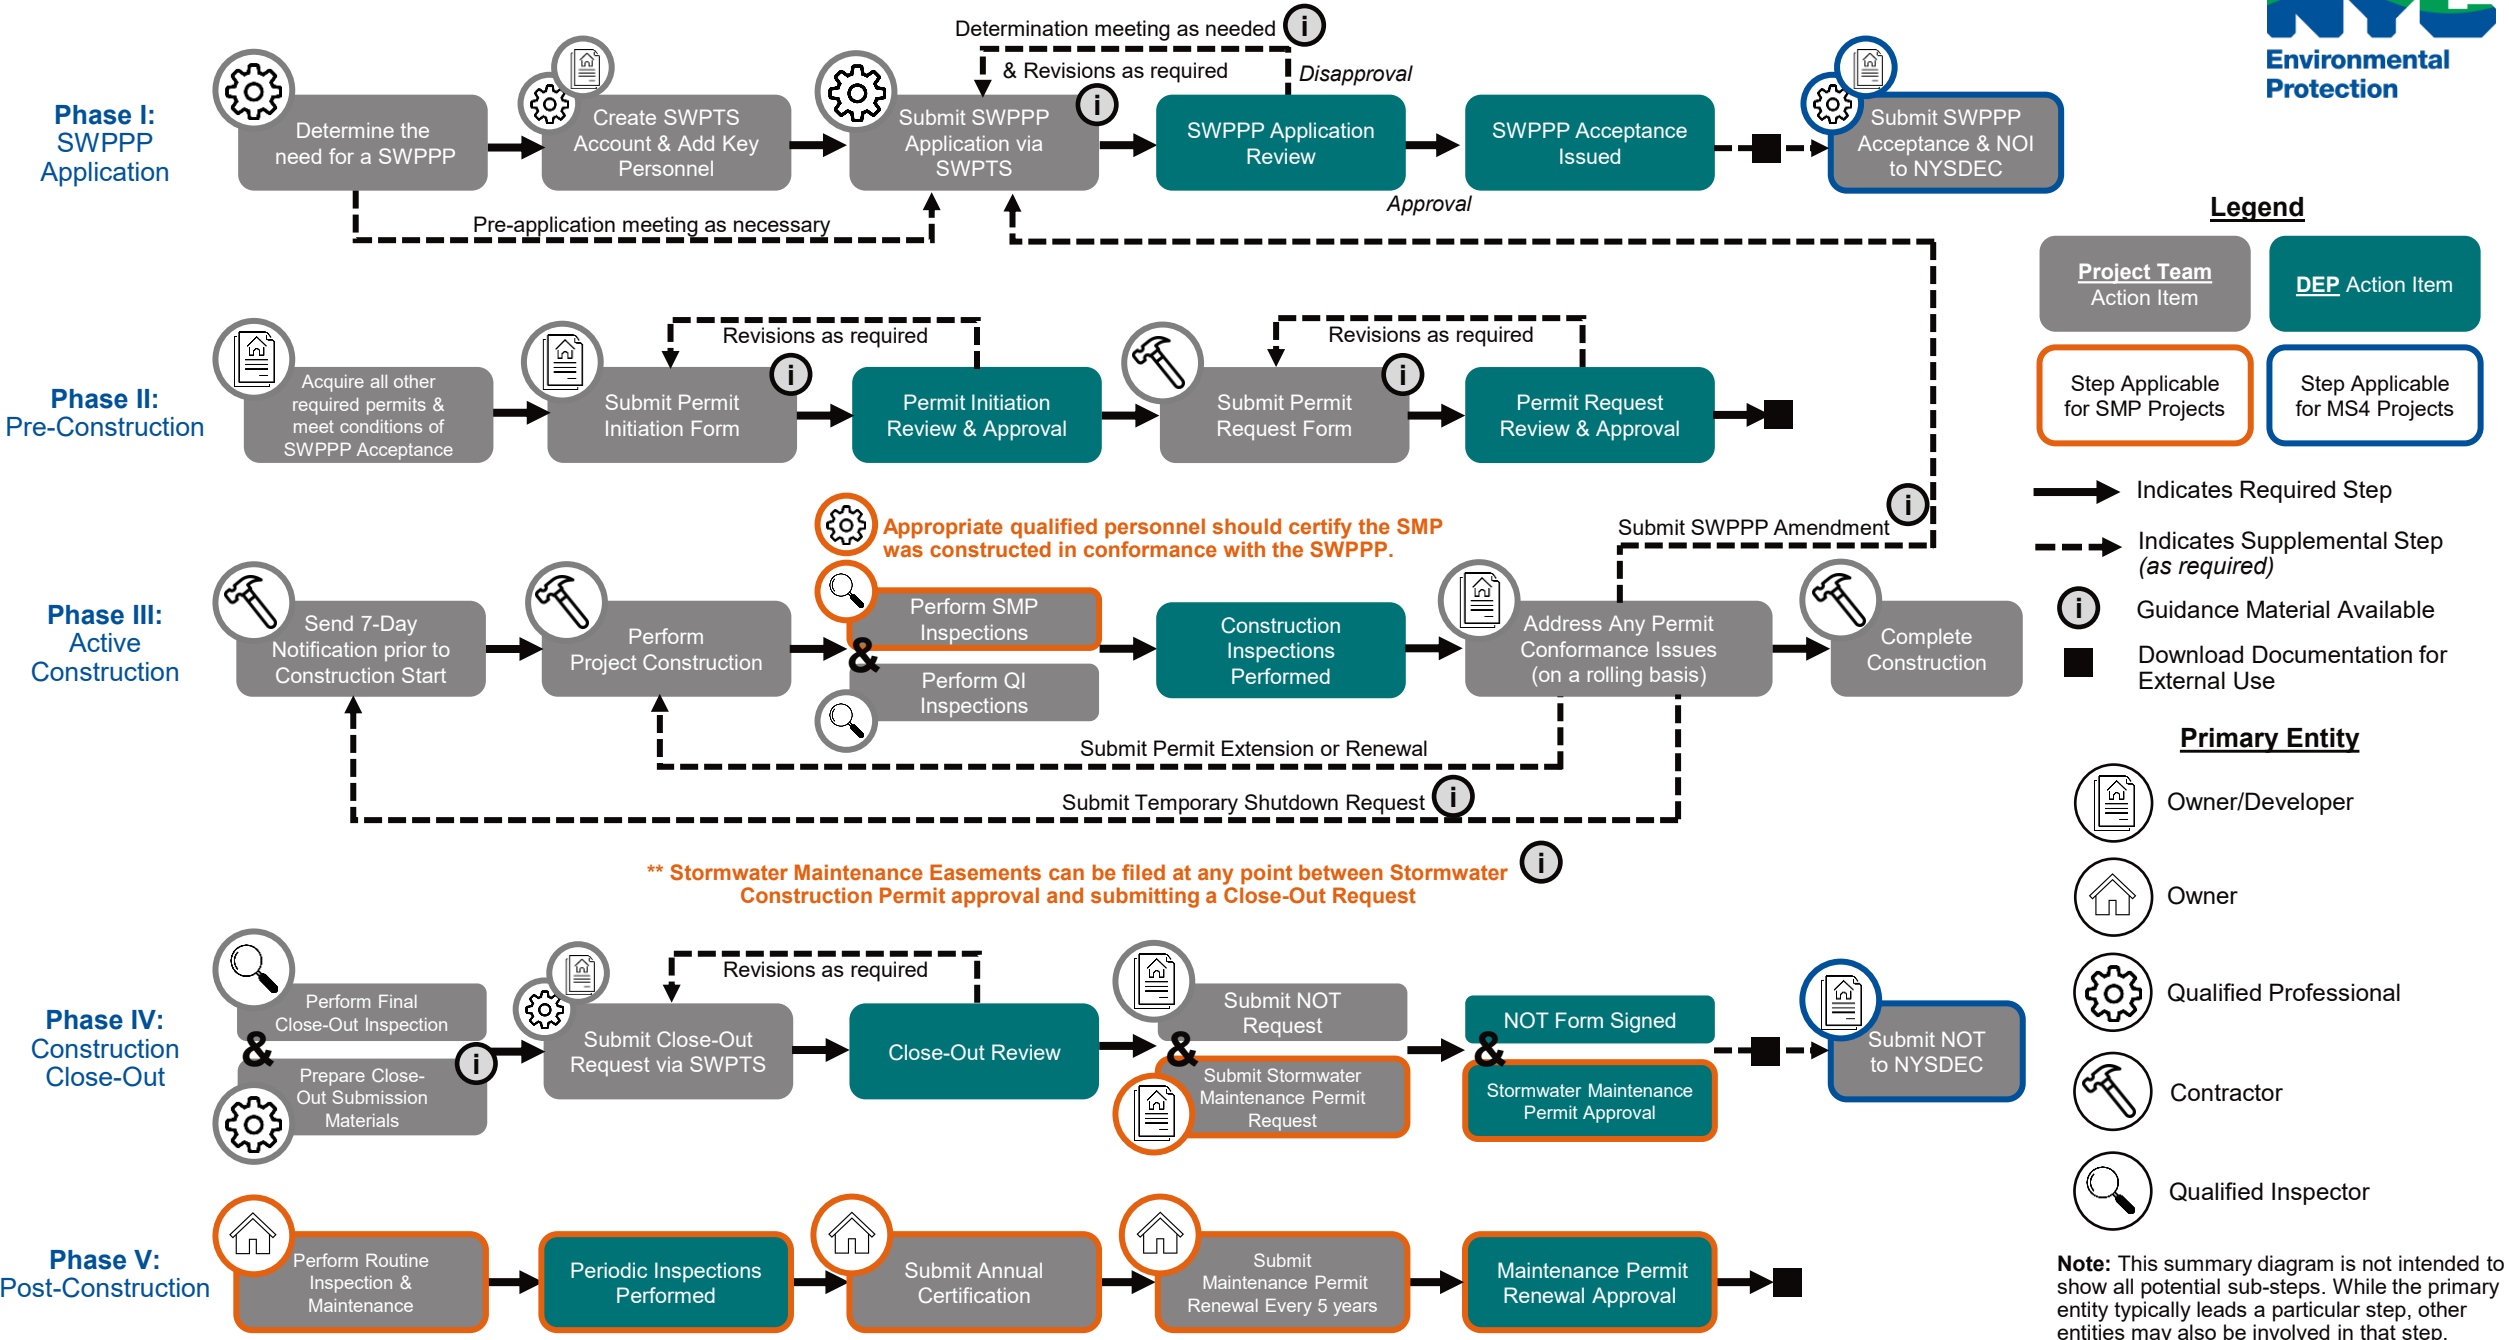 NYC
Environmental
Protection
Phase I:
SWPPP
Application
Determine the
need for a SWPPP
Create SWPTS
Account & Add Key
Personnel
Submit SWPPP
Application via
SWPTS
i
Determination meeting as needed
i
& Revisions as required
Disapproval
SWPPP Application
Review
Approval
SWPPP Acceptance
Issued
Submit SWPPP
Acceptance & NOI
to NYSDEC
Pre-application meeting as necessary
Phase II:
Pre-Construction
Acquire all other
required permits &
meet conditions of
SWPPP Acceptance
Submit Permit
Initiation Form
i
Revisions as required
Permit Initiation
Review & Approval
Submit Permit
Request Form
i
Revisions as required
Permit Request
Review & Approval
Phase III:
Active
Construction
Send 7-Day
Notification prior to
Construction Start
Perform
Project Construction
Appropriate qualified personnel should certify the SMP
was constructed in conformance with the SWPPP.
Perform SMP
Inspections
&
Perform QI
Inspections
Construction
Inspections
Performed
Submit SWPPP Amendment
i
Address Any Permit
Conformance Issues
(on a rolling basis)
Complete
Construction
Submit Permit Extension or Renewal
Submit Temporary Shutdown Request
i
** Stormwater Maintenance Easements can be filed at any point between Stormwater
Construction Permit approval and submitting a Close-Out Request
i
Phase IV:
Construction
Close-Out
Perform Final
Close-Out Inspection
&
Prepare Close-
Out Submission
Materials
i
Submit Close-Out
Request via SWPTS
Revisions as required
Close-Out Review
Submit NOT
Request
&
Submit Stormwater
Maintenance Permit
Request
NOT Form Signed
&
Stormwater Maintenance
Permit Approval
Submit NOT
to NYSDEC
Phase V:
Post-Construction
Perform Routine
Inspection &
Maintenance
Periodic Inspections
Performed
Submit Annual
Certification
Submit
Maintenance Permit
Renewal Every 5 years
Maintenance Permit
Renewal Approval
Legend
Project Team
Action Item
DEP Action Item
Step Applicable
for SMP Projects
Step Applicable
for MS4 Projects
Indicates Required Step
Indicates Supplemental Step
(as required)
i
Guidance Material Available
Download Documentation for
External Use
Primary Entity
Owner/Developer
Owner
Qualified Professional
Contractor
Qualified Inspector
Note: This summary diagram is not intended to
show all potential sub-steps. While the primary
entity typically leads a particular step, other
entities may also be involved in that step.